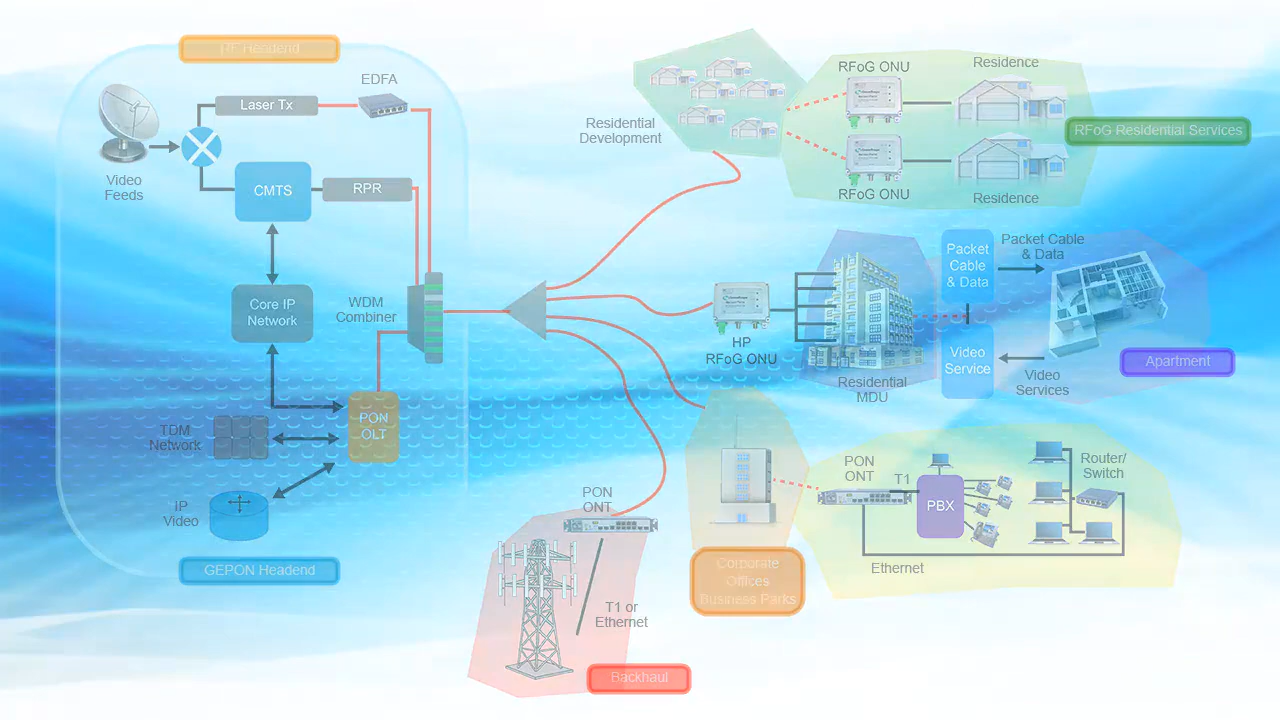 RF Headend
EDFA
Laser Tx
Video
Feeds
CMTS
RPR
Core IP
Network
WDM
Combiner
TDM
Network
PON
OLT
IP
Video
GEPON Headend
Residential
Development
RFoG ONU
Residence
RFoG Residential Services
RFoG ONU
Residence
HP
RFoG ONU
Residential
MDU
Packet
Cable
& Data
Packet Cable
& Data
Video
Service
Video
Services
Apartment
PON
ONT
T1 or
Ethernet
Backhaul
Corporate
Offices
Business Parks
PON
ONT
T1
PBX
Router/
Switch
Ethernet